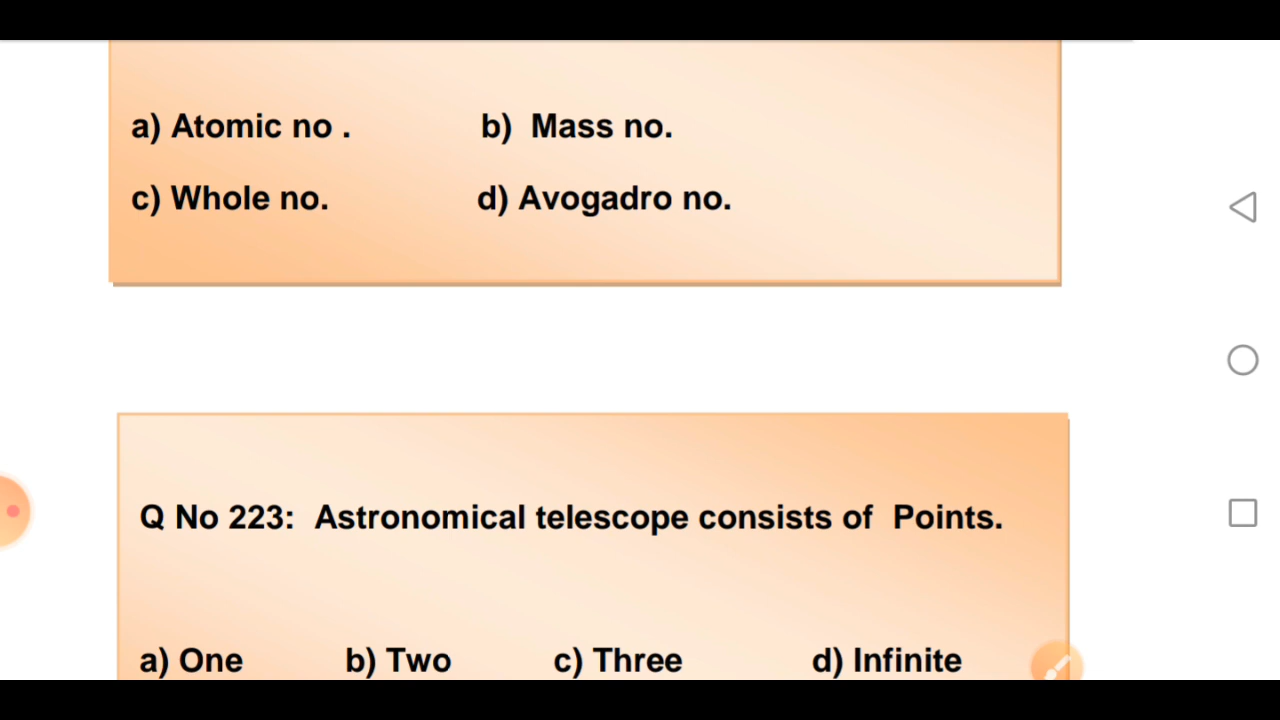 a) Atomic no . b) Mass no.
c) Whole no. d) Avogadro no.
Q No 223: Astronomical telescope consists of Points.
a) One b) Two c) Three d) Infinite